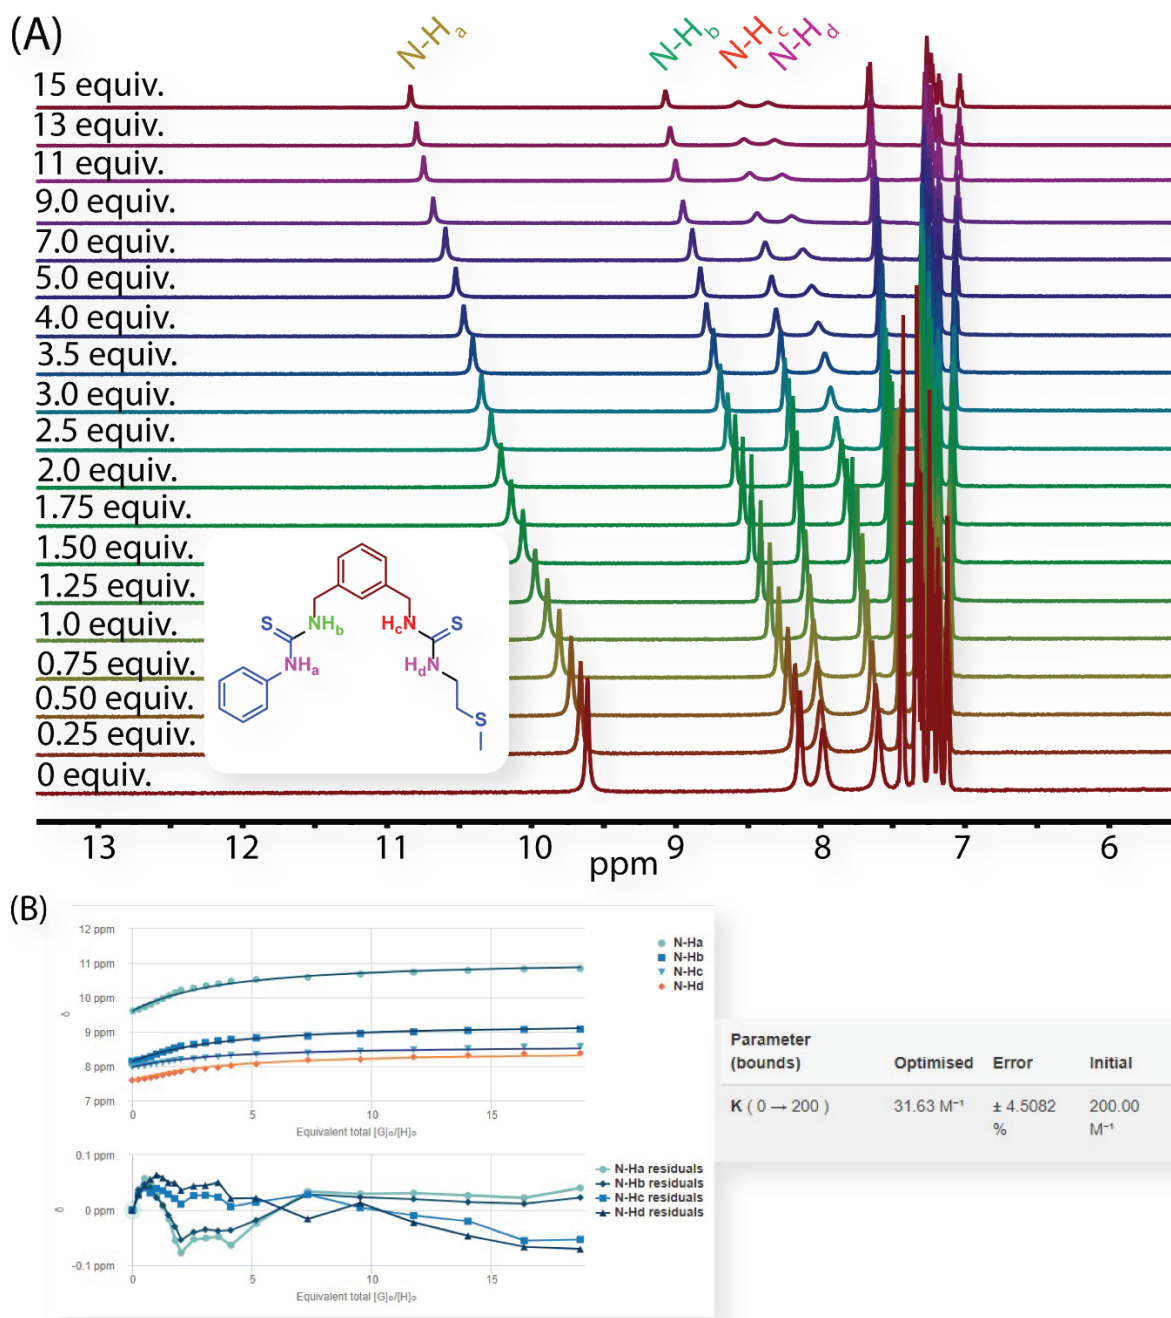 (A)
N-Ha
N-Hb
N-Hc
N-Hd
15 equiv.
13 equiv.
11 equiv.
9.0 equiv.
7.0 equiv.
5.0 equiv.
4.0 equiv.
3.5 equiv.
3.0 equiv.
2.5 equiv.
2.0 equiv.
1.75 equiv.
1.50 equiv.
1.25 equiv.
1.0 equiv.
0.75 equiv.
0.50 equiv.
0.25 equiv.
0 equiv.
S
NHb
HcN
S
NHa
HdN
S
13 12 11 10 9 8 7 6
ppm
(B)
12 ppm
11 ppm
10 ppm
9 ppm
8 ppm
7 ppm
δ
0 5 10 15
Equivalent total [G]₀/[H]₀
N-Ha
N-Hb
N-Hc
N-Hd
0.1 ppm
0 ppm
-0.1 ppm
δ
0 5 10 15
Equivalent total [G]₀/[H]₀
N-Ha residuals
N-Hb residuals
N-Hc residuals
N-Hd residuals
Parameter
(bounds) Optimised Error Initial
K ( 0 → 200 ) 31.63 M⁻¹ ± 4.5082 200.00
% M⁻¹